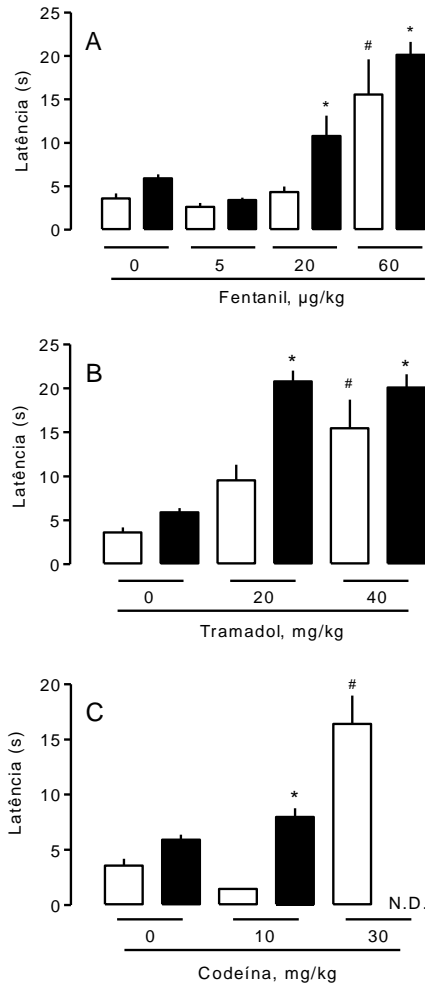 A
Latência (s)
25
20
15
10
5
0
*
#
*
0 5 20 60
Fentanil, µg/kg
B
Latência (s)
25
20
15
10
5
0
*
#
*
0 20 40
Tramadol, mg/kg
C
Latência (s)
20
15
10
5
0
*
#
N.D.
0 10 30
Codeína, mg/kg